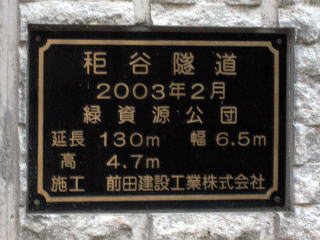 秬谷隧道
2003年2月
緑資源公団
延長 130m 幅 6.5m
高 4.7m
施工 前田建設工業株式会社